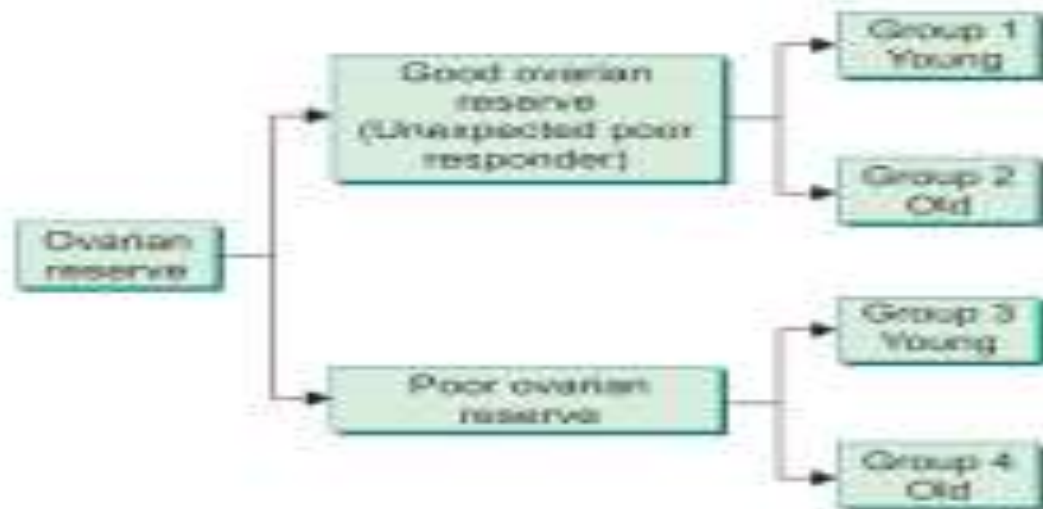 Ovarian
reserve
Good ovarian
reserve
(Unexpected poor
responder)
Poor ovarian
reserve
Group 1
Young
Group 2
Old
Group 3
Young
Group 4
Old